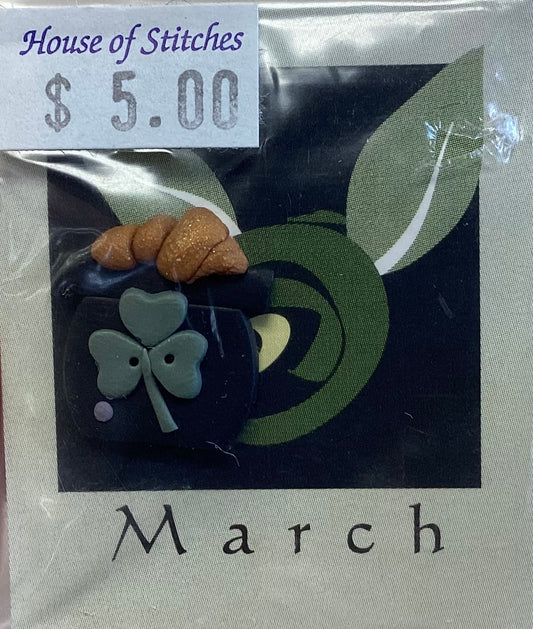 House of Stitches
$ 5.00
March